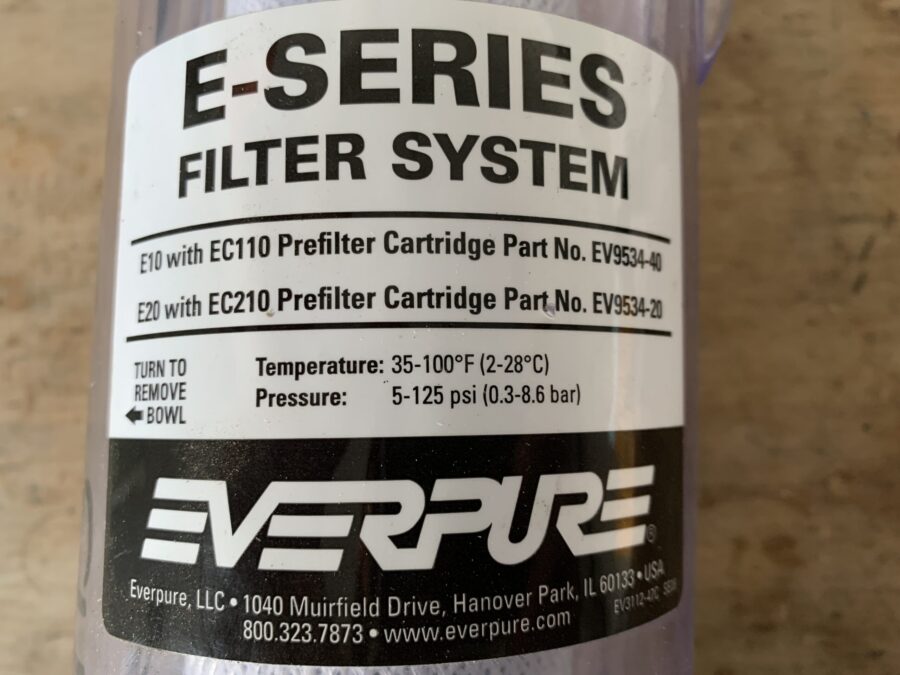 E-SERIES
FILTER SYSTEM
E10 with EC110 Prefilter Cartridge Part No. EV9534-40
E20 with EC210 Prefilter Cartridge Part No. EV9534-20
TURN TO
REMOVE
BOWL
Temperature: 35-100°F (2-28°C)
Pressure: 5-125 psi (0.3-8.6 bar)
EVERPURE®
Everpure, LLC • 1040 Muirfield Drive, Hanover Park, IL 60133 • USA
800.323.7873 • www.everpure.com